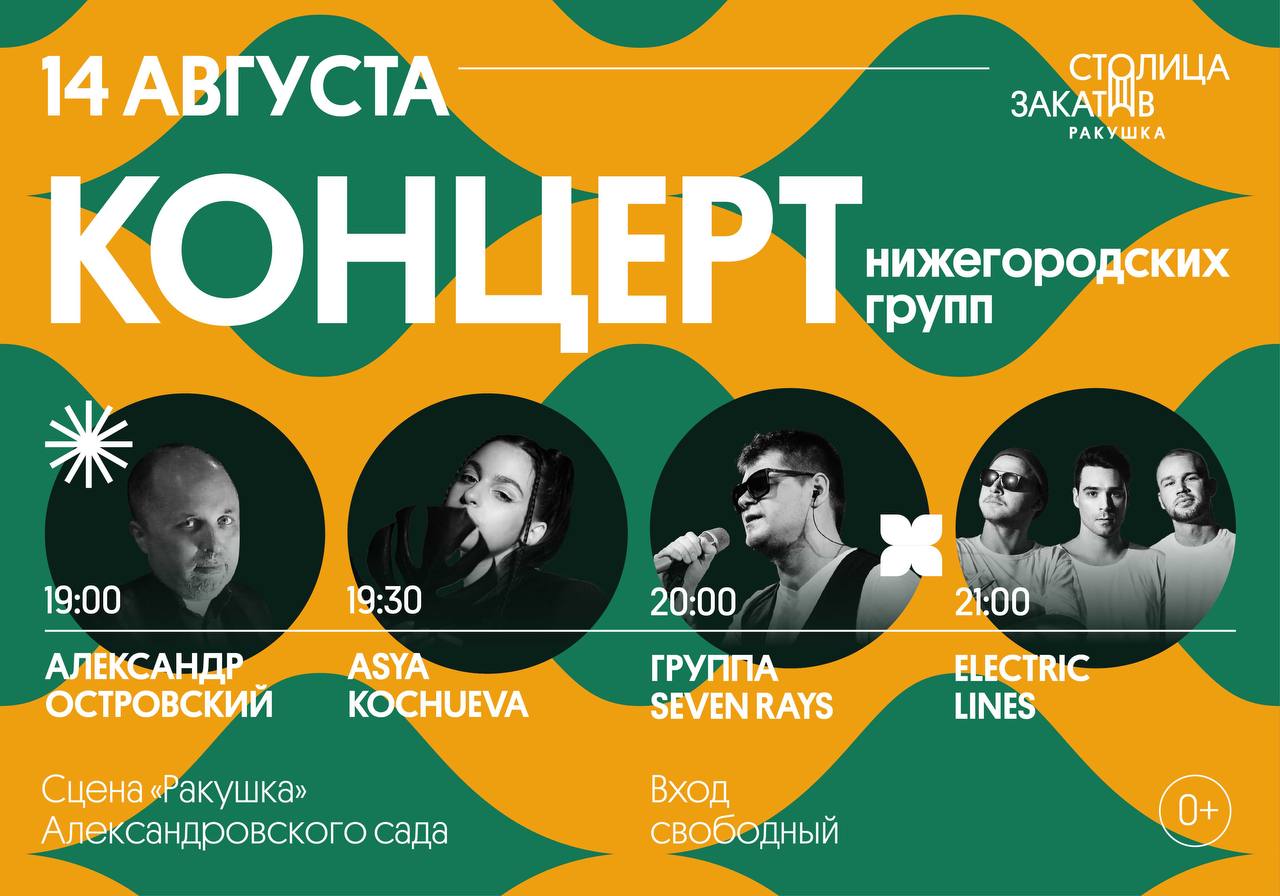 14 АВГУСТА
СТОЛИЦА
ЗАКАТОВ
РАКУШКА
КОНЦЕРТ
нижегородских
групп
19:00
АЛЕКСАНДР
ОСТРОВСКИЙ
19:30
ASYA
KOCHUEVA
20:00
ГРУППА
SEVEN RAYS
21:00
ELECTRIC
LINES
Сцена «Ракушка»
Александровского сада
Вход
свободный
0+